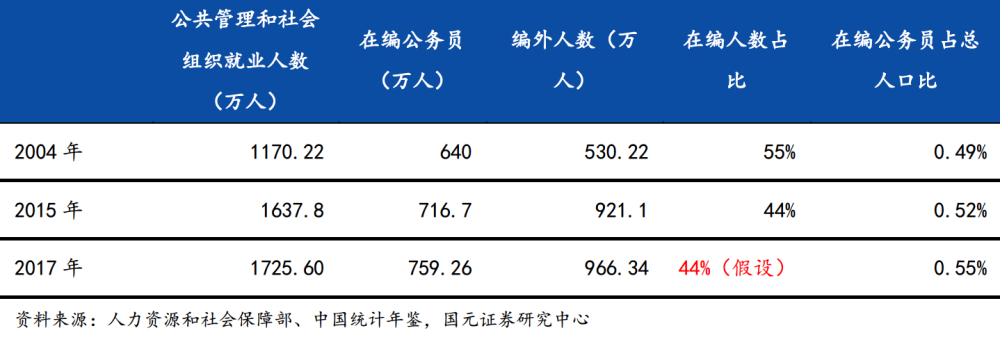 公共管理和社会
组织就业人数
（万人）
在编公务员
（万人）
编外人数（万
人）
在编人数占
比
在编公务员占总
人口比
2004 年 1170.22 640 530.22 55% 0.49%
2015 年 1637.8 716.7 921.1 44% 0.52%
2017 年 1725.60 759.26 966.34 44%（假设） 0.55%
资料来源：人力资源和社会保障部、中国统计年鉴，国元证券研究中心